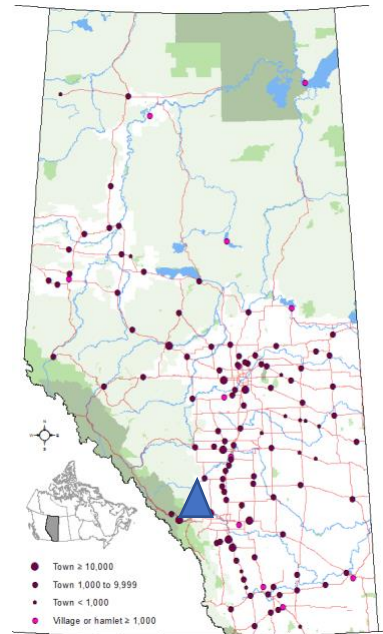 Town ≥ 10,000
Town 1,000 to 9,999
Town < 1,000
Village or hamlet ≥ 1,000